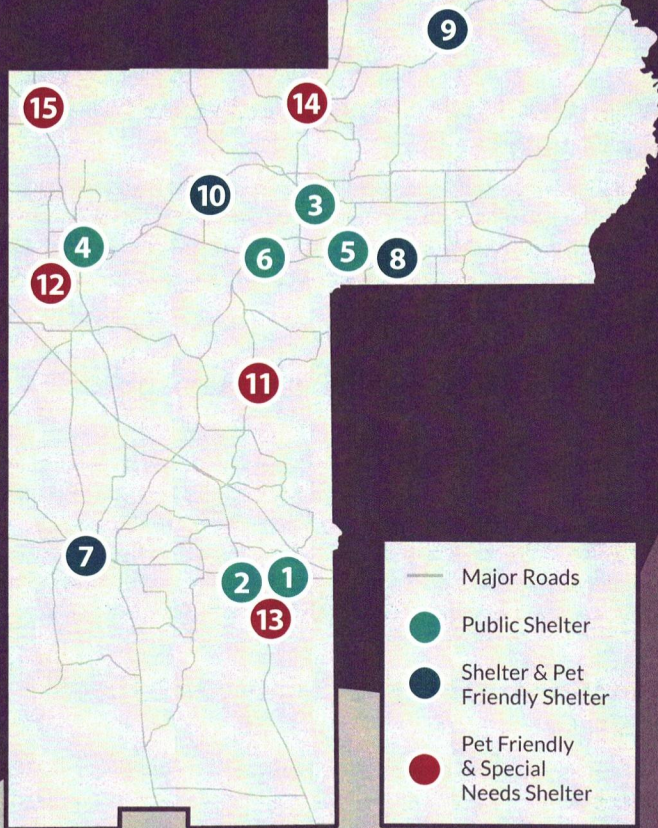 9
15
14
10
3
4
5
6
8
12
11
7
2
1
13
Major Roads
Public Shelter
Shelter & Pet
Friendly Shelter
Pet Friendly
& Special
Needs Shelter